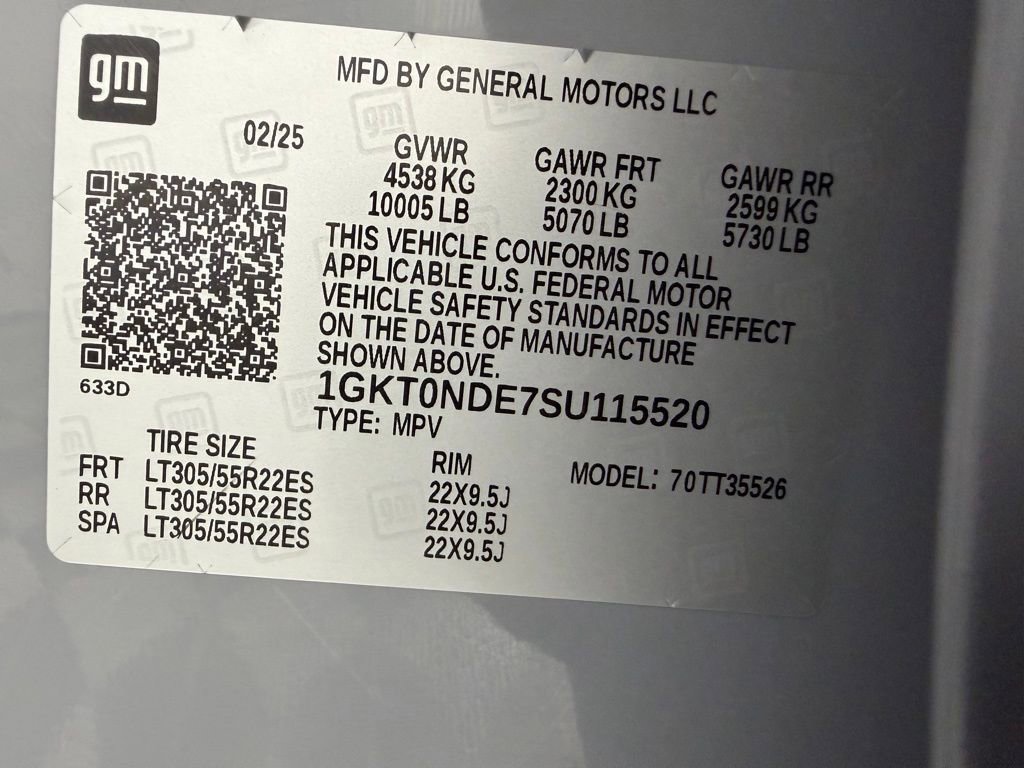 gm
MFD BY GENERAL MOTORS LLC
02/25
GVWR GAWR FRT GAWR RR
4538 KG 2300 KG 2599 KG
10005 LB 5070 LB 5730 LB
THIS VEHICLE CONFORMS TO ALL
APPLICABLE U.S. FEDERAL MOTOR
VEHICLE SAFETY STANDARDS IN EFFECT
ON THE DATE OF MANUFACTURE
SHOWN ABOVE.
633D
1GKT0NDE7SU115520
TYPE: MPV
TIRE SIZE RIM MODEL: 70TT35526
FRT LT305/55R22ES 22X9.5J
RR LT305/55R22ES 22X9.5J
SPA LT305/55R22ES 22X9.5J